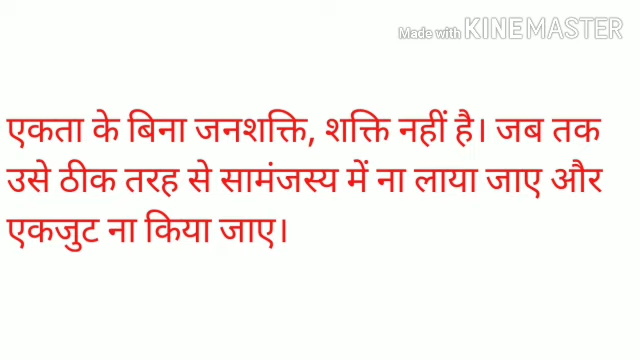 Made with KINEMASTER
एकता के बिना जनशक्ति, शक्ति नहीं है। जब तक
उसे ठीक तरह से सामंजस्य में ना लाया जाए और
एकजुट ना किया जाए।